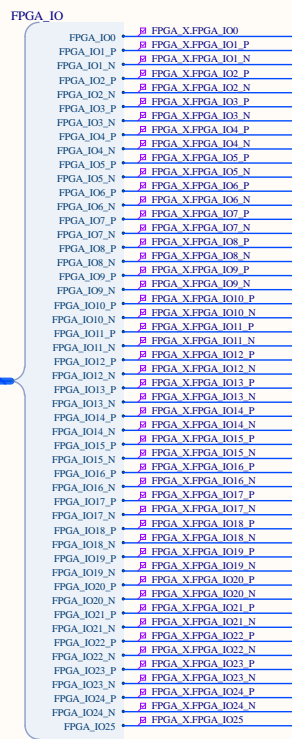 FPGA_IO
FPGA_IO0 FPGA_X.FPGA_IO0
FPGA_IO1_P FPGA_X.FPGA_IO1_P
FPGA_IO1_N FPGA_X.FPGA_IO1_N
FPGA_IO2_P FPGA_X.FPGA_IO2_P
FPGA_IO2_N FPGA_X.FPGA_IO2_N
FPGA_IO3_P FPGA_X.FPGA_IO3_P
FPGA_IO3_N FPGA_X.FPGA_IO3_N
FPGA_IO4_P FPGA_X.FPGA_IO4_P
FPGA_IO4_N FPGA_X.FPGA_IO4_N
FPGA_IO5_P FPGA_X.FPGA_IO5_P
FPGA_IO5_N FPGA_X.FPGA_IO5_N
FPGA_IO6_P FPGA_X.FPGA_IO6_P
FPGA_IO6_N FPGA_X.FPGA_IO6_N
FPGA_IO7_P FPGA_X.FPGA_IO7_P
FPGA_IO7_N FPGA_X.FPGA_IO7_N
FPGA_IO8_P FPGA_X.FPGA_IO8_P
FPGA_IO8_N FPGA_X.FPGA_IO8_N
FPGA_IO9_P FPGA_X.FPGA_IO9_P
FPGA_IO9_N FPGA_X.FPGA_IO9_N
FPGA_IO10_P FPGA_X.FPGA_IO10_P
FPGA_IO10_N FPGA_X.FPGA_IO10_N
FPGA_IO11_P FPGA_X.FPGA_IO11_P
FPGA_IO11_N FPGA_X.FPGA_IO11_N
FPGA_IO12_P FPGA_X.FPGA_IO12_P
FPGA_IO12_N FPGA_X.FPGA_IO12_N
FPGA_IO13_P FPGA_X.FPGA_IO13_P
FPGA_IO13_N FPGA_X.FPGA_IO13_N
FPGA_IO14_P FPGA_X.FPGA_IO14_P
FPGA_IO14_N FPGA_X.FPGA_IO14_N
FPGA_IO15_P FPGA_X.FPGA_IO15_P
FPGA_IO15_N FPGA_X.FPGA_IO15_N
FPGA_IO16_P FPGA_X.FPGA_IO16_P
FPGA_IO16_N FPGA_X.FPGA_IO16_N
FPGA_IO17_P FPGA_X.FPGA_IO17_P
FPGA_IO17_N FPGA_X.FPGA_IO17_N
FPGA_IO18_P FPGA_X.FPGA_IO18_P
FPGA_IO18_N FPGA_X.FPGA_IO18_N
FPGA_IO19_P FPGA_X.FPGA_IO19_P
FPGA_IO19_N FPGA_X.FPGA_IO19_N
FPGA_IO20_P FPGA_X.FPGA_IO20_P
FPGA_IO20_N FPGA_X.FPGA_IO20_N
FPGA_IO21_P FPGA_X.FPGA_IO21_P
FPGA_IO21_N FPGA_X.FPGA_IO21_N
FPGA_IO22_P FPGA_X.FPGA_IO22_P
FPGA_IO22_N FPGA_X.FPGA_IO22_N
FPGA_IO23_P FPGA_X.FPGA_IO23_P
FPGA_IO23_N FPGA_X.FPGA_IO23_N
FPGA_IO24_P FPGA_X.FPGA_IO24_P
FPGA_IO24_N FPGA_X.FPGA_IO24_N
FPGA_IO25 FPGA_X.FPGA_IO25